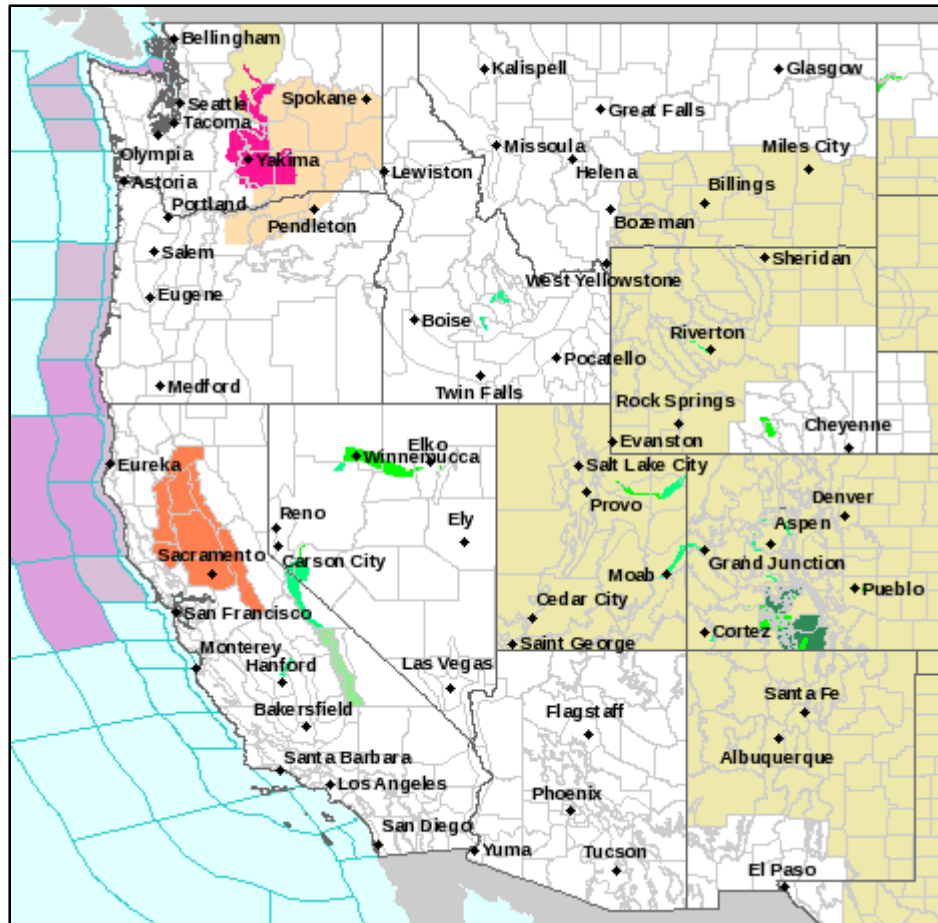 Bellingham
Kalispell
Glasgow
Spokane
Seattle
Great Falls
Tacoma
Olympia
Missoula
Miles City
Yakima
Helena
Lewiston
Billings
Astoria
Portland
Pendleton
Bozeman
Salem
Sheridan
West Yellowstone
Eugene
Boise
Riverton
Pocatello
Medford
Twin Falls
Rock Springs
Cheyenne
Elko
Evanston
Winnemucca
Eureka
Salt Lake City
Provo
Denver
Reno
Ely
Aspen
Sacramento
Carson City
Grand Junction
Moab
Pueblo
Cedar City
San Francisco
Cortez
Saint George
Monterey
Hanford
Las Vegas
Santa Fe
Flagstaff
Bakersfield
Albuquerque
Santa Barbara
Los Angeles
Phoenix
San Diego
Yuma
Tucson
El Paso